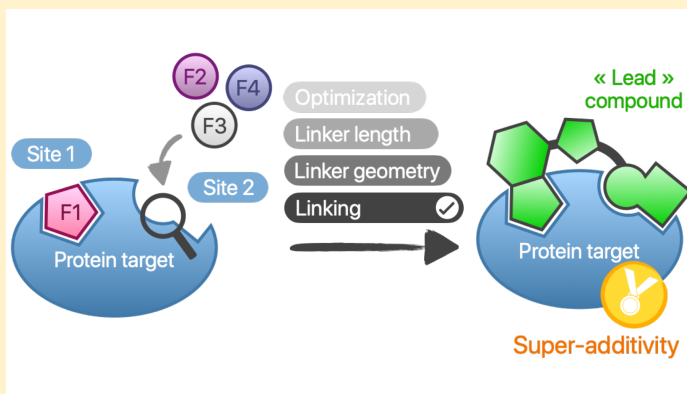 F2
F4
F3
Site 1
Site 2
F1
Protein target
Optimization
Linker length
Linker geometry
Linking
« Lead »
compound
Protein target
Super-additivity